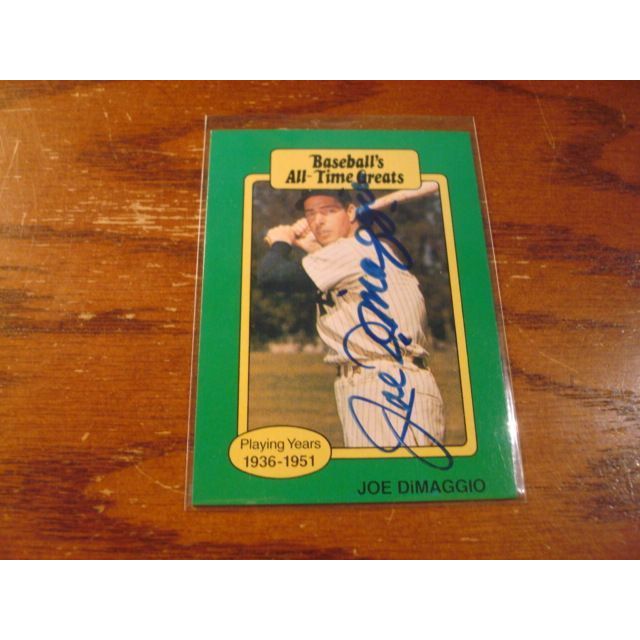 Baseball's
All-Time Greats
Joe DiMaggio
Playing Years
1936-1951
JOE DiMAGGIO